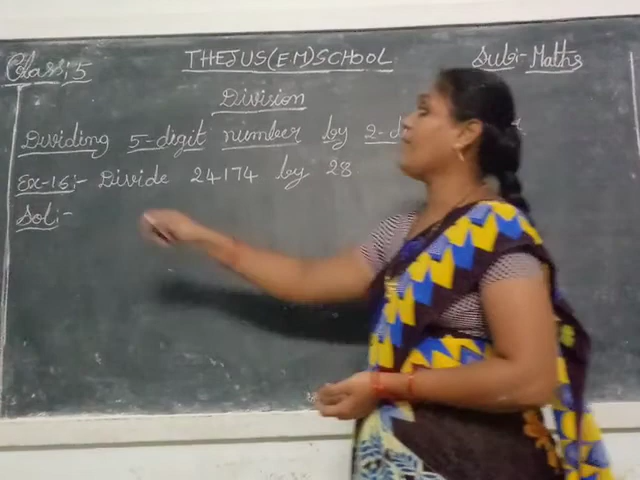 Class:5 THEJUS(EM)SCHOOL Sub:- Maths
Division
Dividing 5-digit number by 2-d
Ex-16:- Divide 24174 by 28
Sol:-